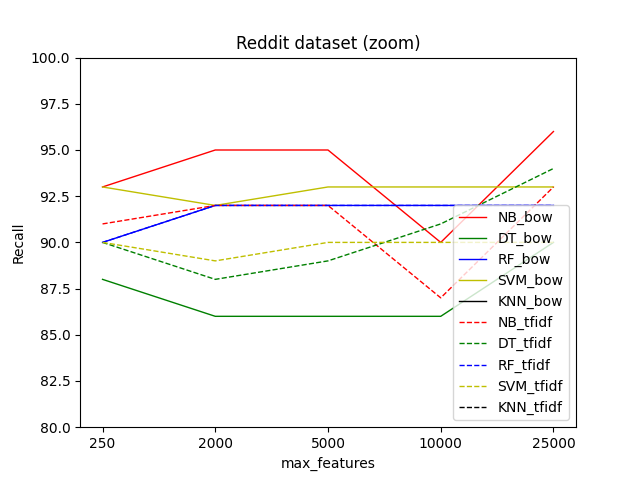 Reddit dataset (zoom)
100.0
97.5
95.0
92.5
90.0
87.5
85.0
82.5
80.0
Recall
250 2000 5000 10000 25000
max_features
NB_bow
DT_bow
RF_bow
SVM_bow
KNN_bow
NB_tfidf
DT_tfidf
RF_tfidf
SVM_tfidf
KNN_tfidf